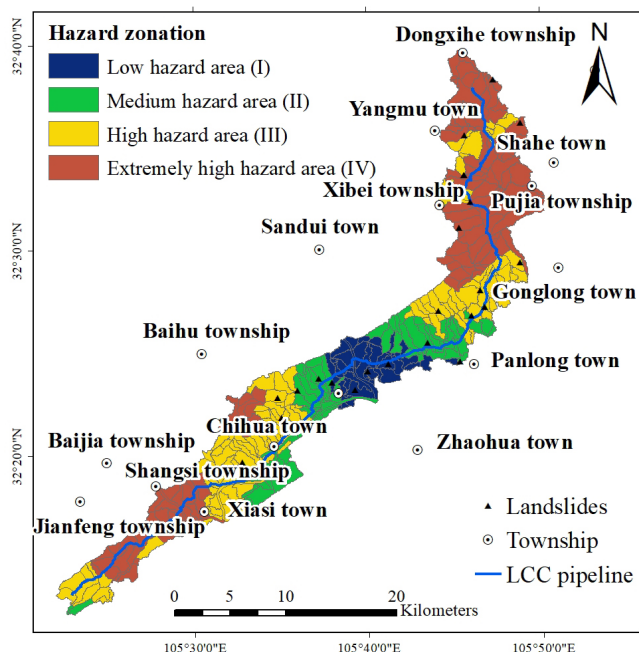 Hazard zonation
Low hazard area (I)
Medium hazard area (II)
High hazard area (III)
Extremely high hazard area (IV)
Dongxihe township
Yangmu town
Shahe town
Xibei township
Pujia township
Sandui town
Gonglong town
Baihu township
Panlong town
Chihua town
Zhaohua town
Baijia township
Shangsi township
Xiasi town
Jianfeng township
Landslides
Township
LCC pipeline
N
0 5 10 20
Kilometers
32°40'0"N
32°30'0"N
32°20'0"N
105°30'0"E 105°40'0"E 105°50'0"E